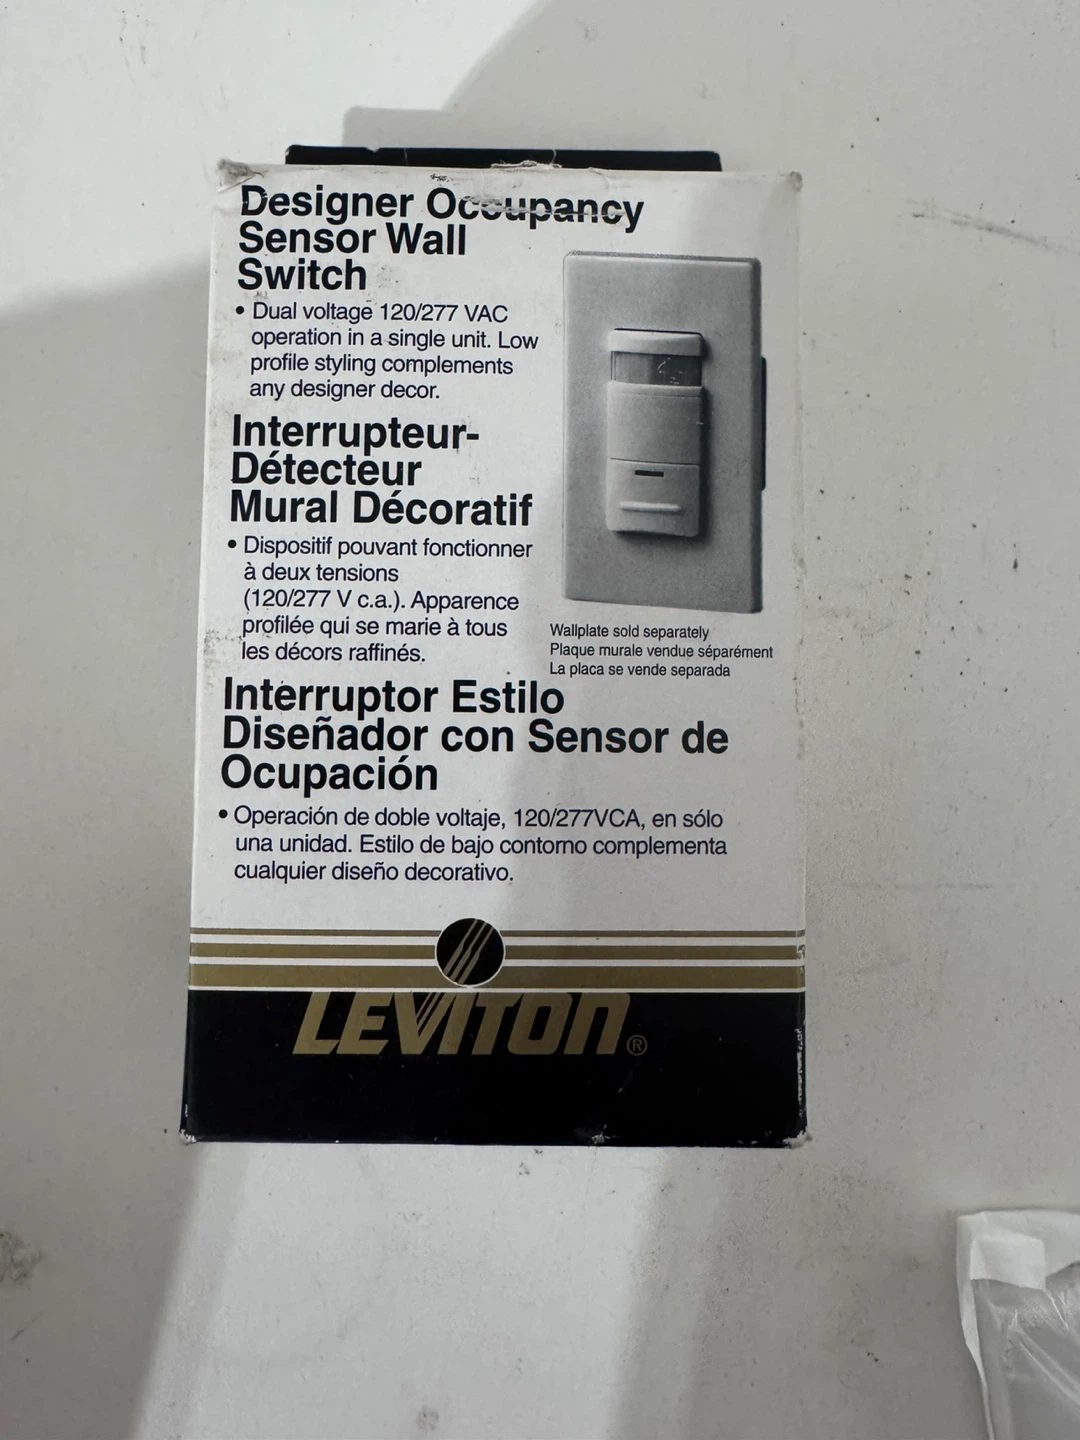 Designer Occupancy
Sensor Wall
Switch
• Dual voltage 120/277 VAC
operation in a single unit. Low
profile styling complements
any designer decor.
Interrupteur-
Détecteur
Mural Décoratif
• Dispositif pouvant fonctionner
à deux tensions
(120/277 V c.a.). Apparence
profilée qui se marie à tous
les décors raffinés.
Wallplate sold separately
Plaque murale vendue séparément
La placa se vende separada
Interruptor Estilo
Diseñador con Sensor de
Ocupación
• Operación de doble voltaje, 120/277VCA, en sólo
una unidad. Estilo de bajo contorno complementa
cualquier diseño decorativo.
LEVITON®